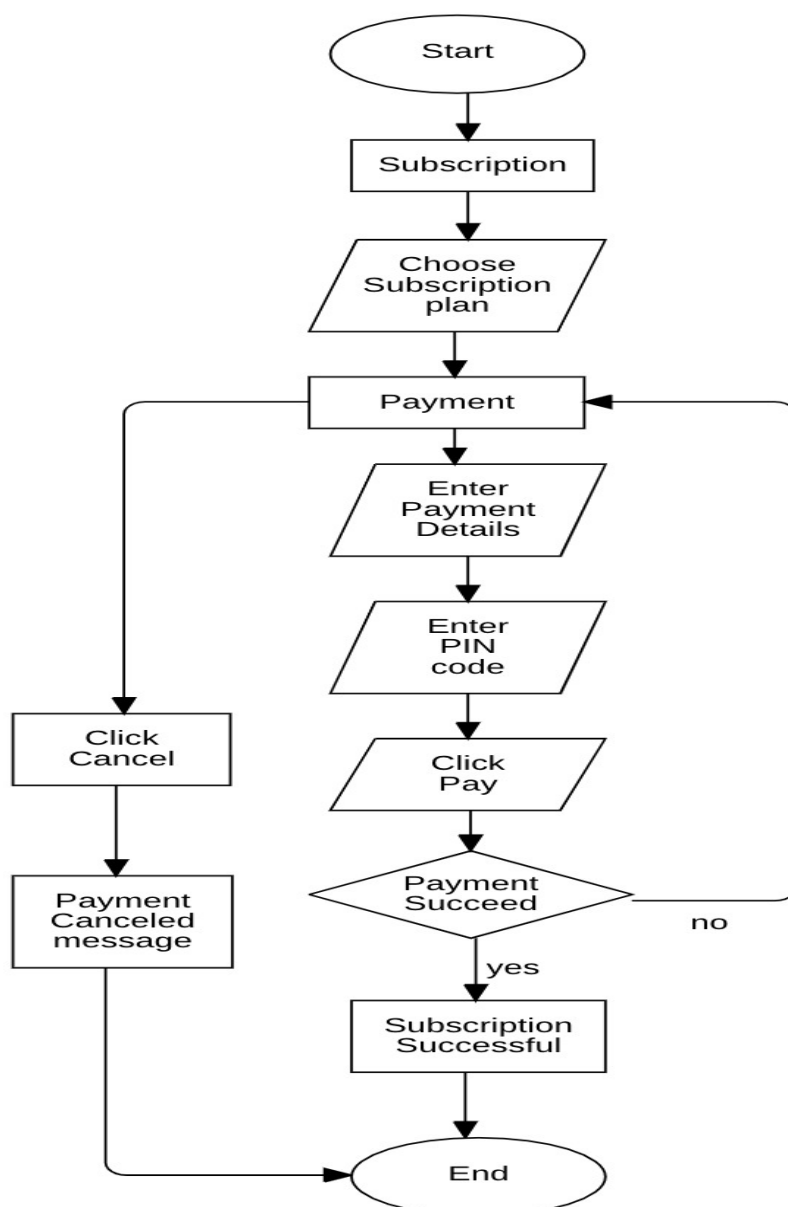 Start
Subscription
Choose
Subscription
plan
Payment
Enter
Payment
Details
Enter
PIN
code
Click
Cancel
Click
Pay
Payment
Canceled
message
Payment
Succeed
no
yes
Subscription
Successful
End